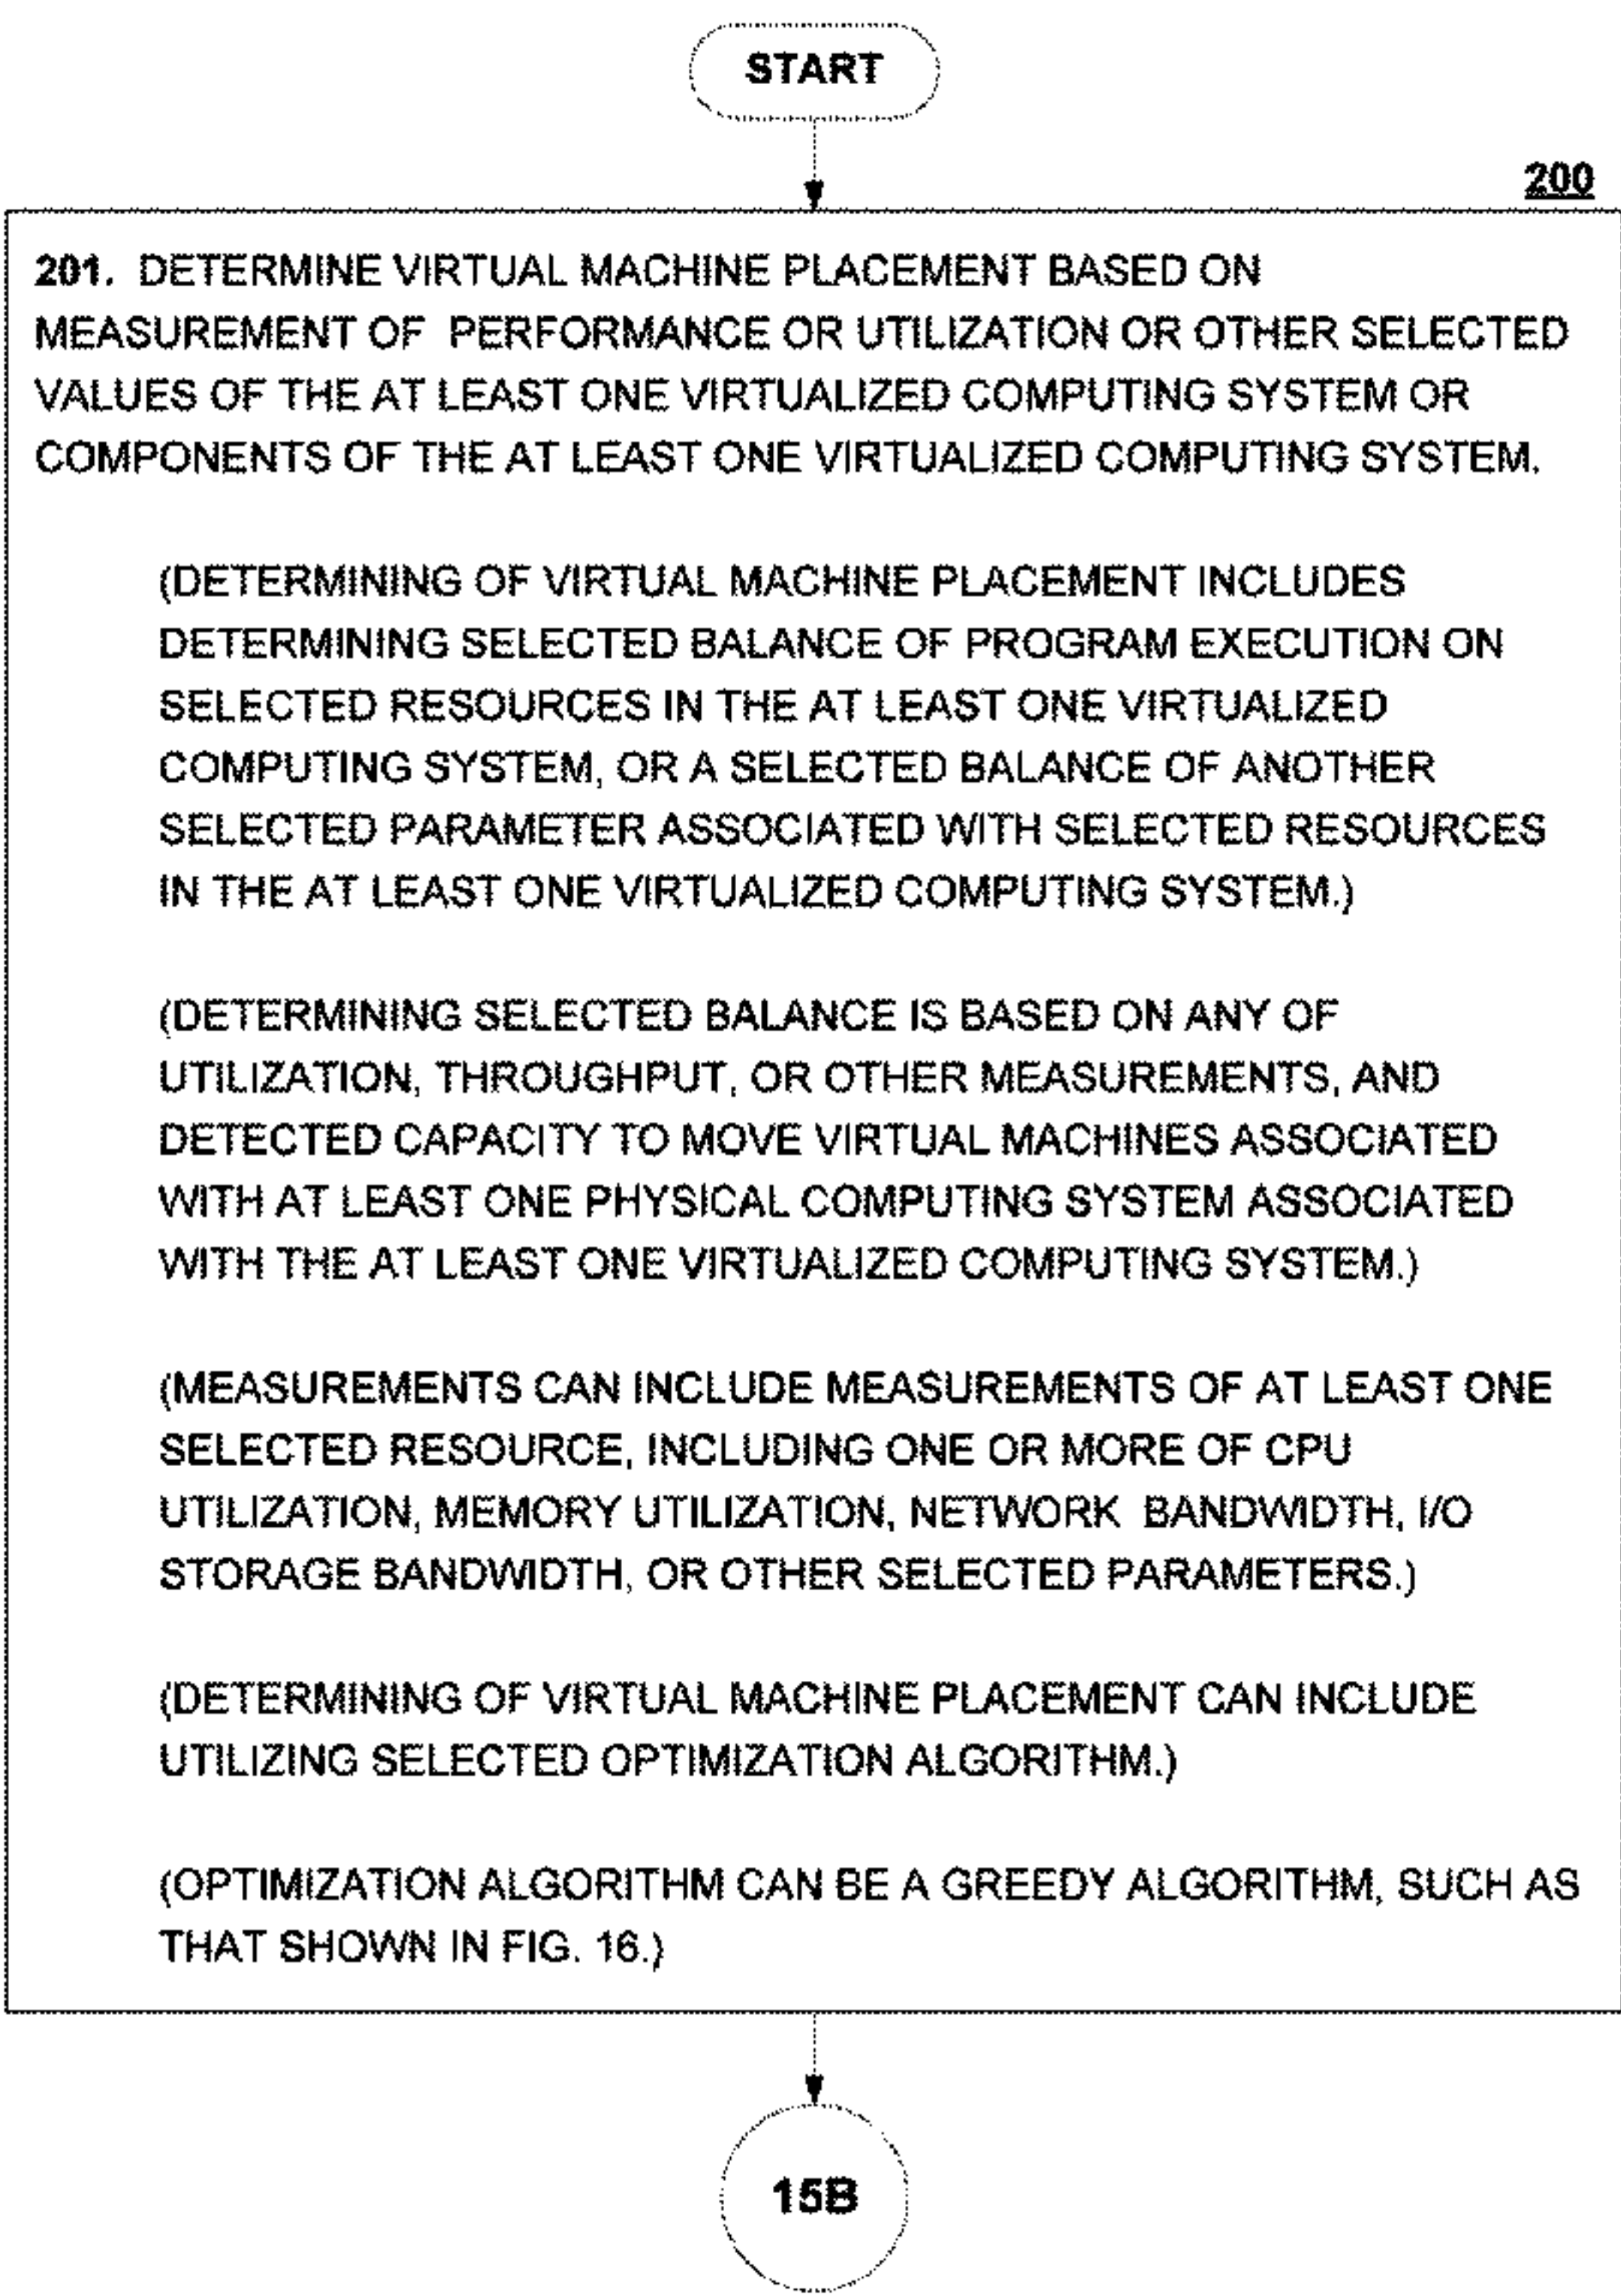 START
200
201. DETERMINE VIRTUAL MACHINE PLACEMENT BASED ON
MEASUREMENT OF PERFORMANCE OR UTILIZATION OR OTHER SELECTED
VALUES OF THE AT LEAST ONE VIRTUALIZED COMPUTING SYSTEM OR
COMPONENTS OF THE AT LEAST ONE VIRTUALIZED COMPUTING SYSTEM.
(DETERMINING OF VIRTUAL MACHINE PLACEMENT INCLUDES
DETERMINING SELECTED BALANCE OF PROGRAM EXECUTION ON
SELECTED RESOURCES IN THE AT LEAST ONE VIRTUALIZED
COMPUTING SYSTEM, OR A SELECTED BALANCE OF ANOTHER
SELECTED PARAMETER ASSOCIATED WITH SELECTED RESOURCES
IN THE AT LEAST ONE VIRTUALIZED COMPUTING SYSTEM.)
(DETERMINING SELECTED BALANCE IS BASED ON ANY OF
UTILIZATION, THROUGHPUT, OR OTHER MEASUREMENTS, AND
DETECTED CAPACITY TO MOVE VIRTUAL MACHINES ASSOCIATED
WITH AT LEAST ONE PHYSICAL COMPUTING SYSTEM ASSOCIATED
WITH THE AT LEAST ONE VIRTUALIZED COMPUTING SYSTEM.)
(MEASUREMENTS CAN INCLUDE MEASUREMENTS OF AT LEAST ONE
SELECTED RESOURCE, INCLUDING ONE OR MORE OF CPU
UTILIZATION, MEMORY UTILIZATION, NETWORK BANDWIDTH, I/O
STORAGE BANDWIDTH, OR OTHER SELECTED PARAMETERS.)
(DETERMINING OF VIRTUAL MACHINE PLACEMENT CAN INCLUDE
UTILIZING SELECTED OPTIMIZATION ALGORITHM.)
(OPTIMIZATION ALGORITHM CAN BE A GREEDY ALGORITHM, SUCH AS
THAT SHOWN IN FIG. 16.)
15B